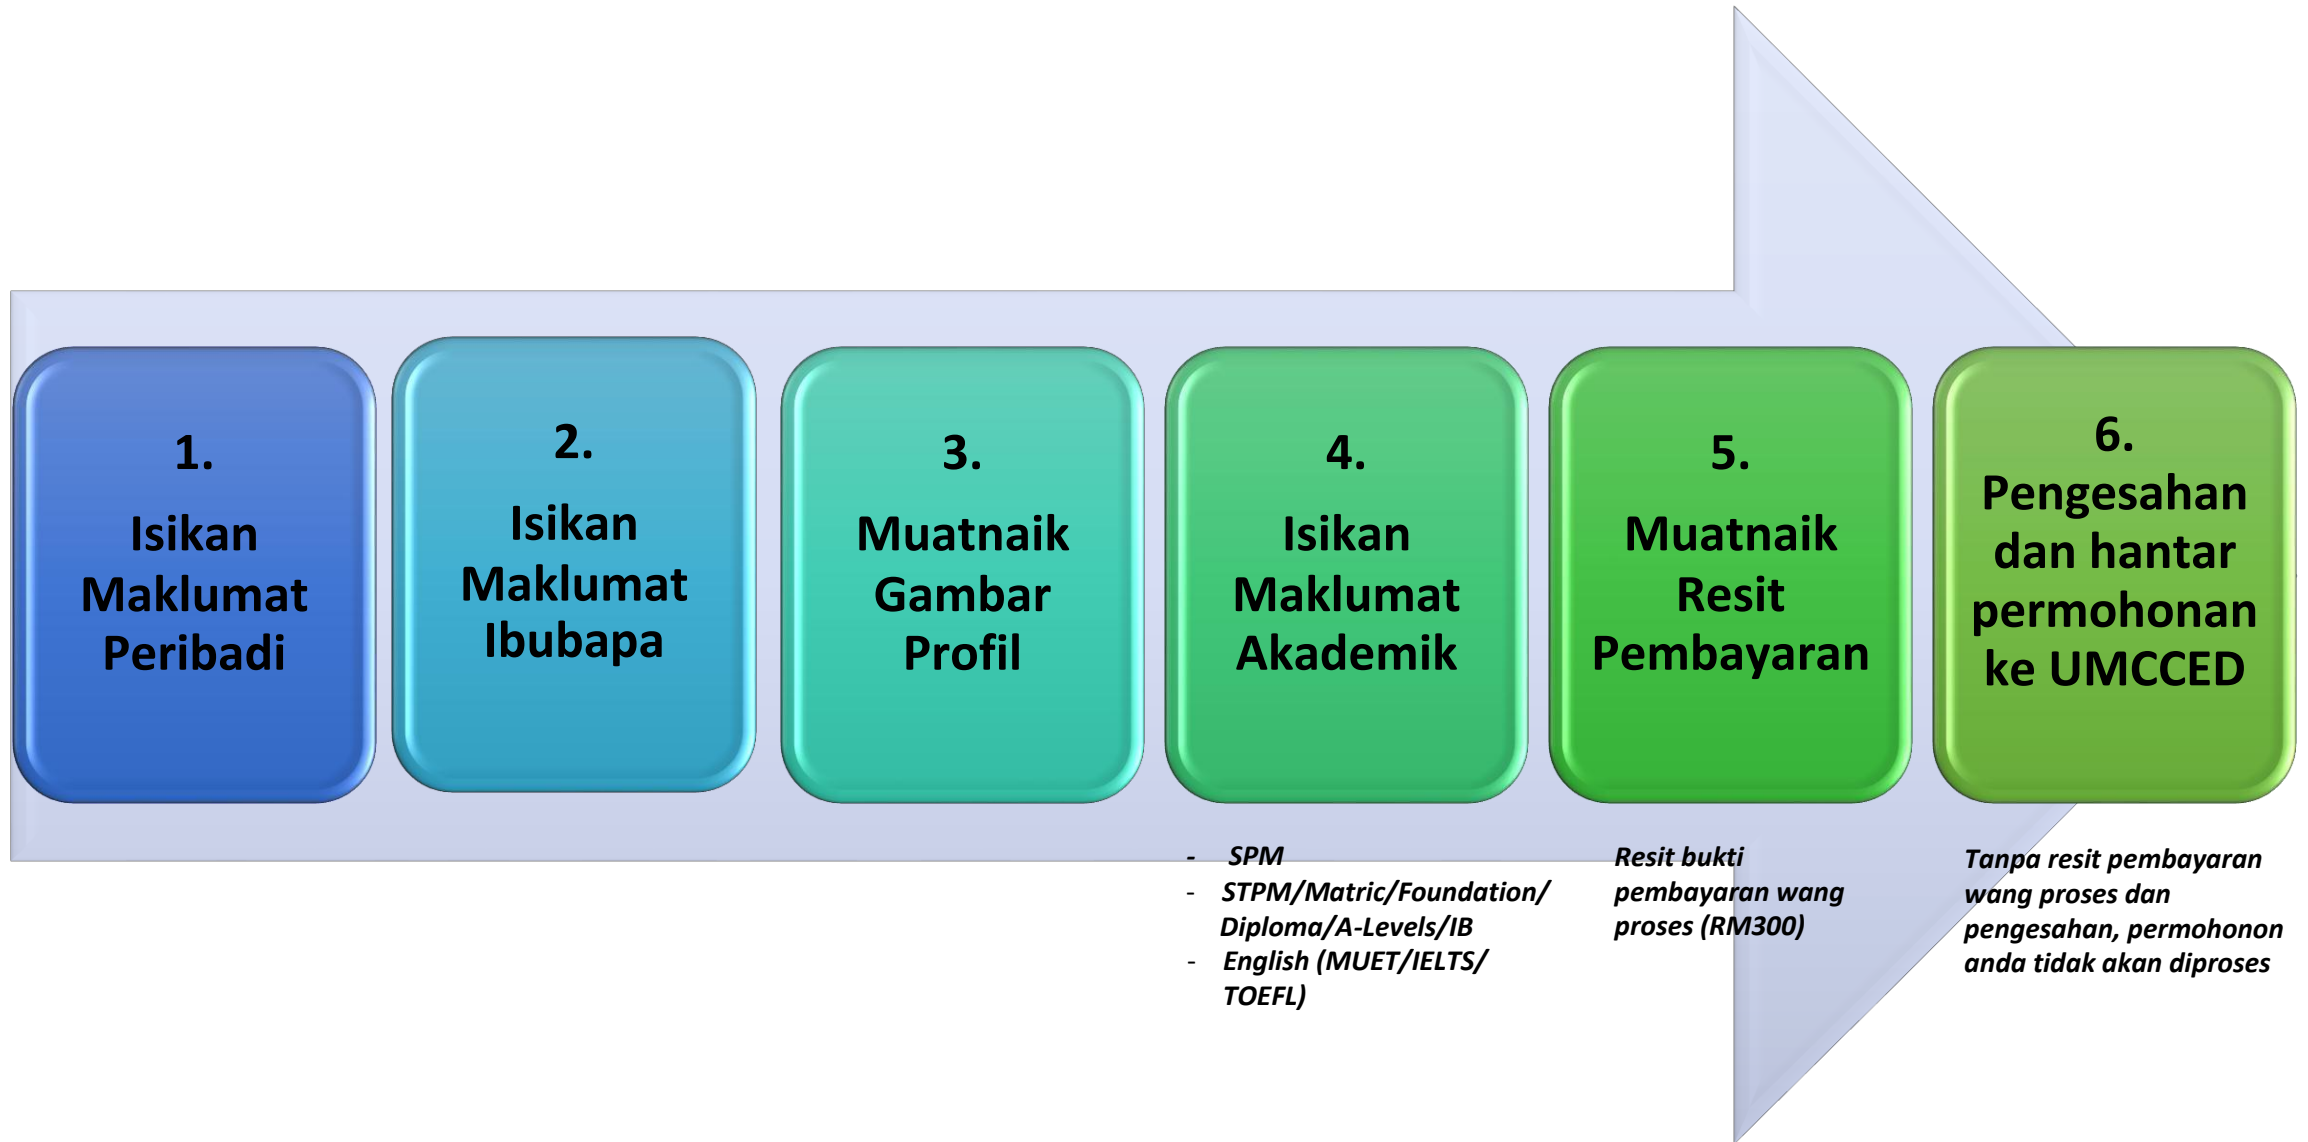 1.
Isikan
Maklumat
Peribadi
2.
Isikan
Maklumat
Ibubapa
3.
Muatnaik
Gambar
Profil
4.
Isikan
Maklumat
Akademik
- SPM
- STPM/Matric/Foundation/
Diploma/A-Levels/IB
- English (MUET/IELTS/
TOEFL)
5.
Muatnaik
Resit
Pembayaran
Resit bukti
pembayaran wang
proses (RM300)
6.
Pengesahan
dan hantar
permohonan
ke UMCCED
Tanpa resit pembayaran
wang proses dan
pengesahan, permohonon
anda tidak akan diproses